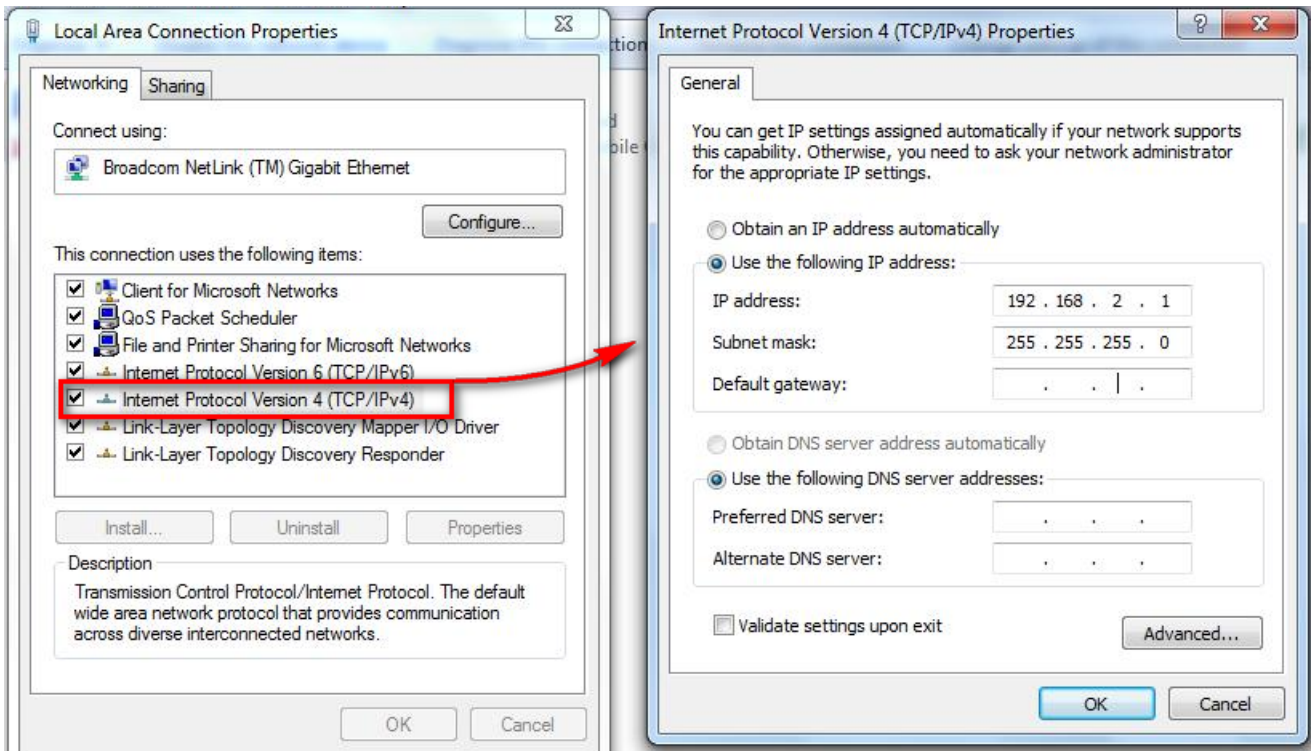 Local Area Connection Properties
Networking
Sharing
Connect using:
Broadcom NetLink (TM) Gigabit Ethernet
Configure...
This connection uses the following items:
Client for Microsoft Networks
QoS Packet Scheduler
File and Printer Sharing for Microsoft Networks
Internet Protocol Version 6 (TCP/IPv6)
Internet Protocol Version 4 (TCP/IPv4)
Link-Layer Topology Discovery Mapper I/O Driver
Link-Layer Topology Discovery Responder
Install...
Uninstall
Properties
Description
Transmission Control Protocol/Internet Protocol. The default
wide area network protocol that provides communication
across diverse interconnected networks.
OK
Cancel
Internet Protocol Version 4 (TCP/IPv4) Properties
General
You can get IP settings assigned automatically if your network supports
this capability. Otherwise, you need to ask your network administrator
for the appropriate IP settings.
Obtain an IP address automatically
Use the following IP address:
IP address: 192 . 168 . 2 . 1
Subnet mask: 255 . 255 . 255 . 0
Default gateway: . . .
Obtain DNS server address automatically
Use the following DNS server addresses:
Preferred DNS server: . . .
Alternate DNS server: . . .
Validate settings upon exit
Advanced...
OK
Cancel